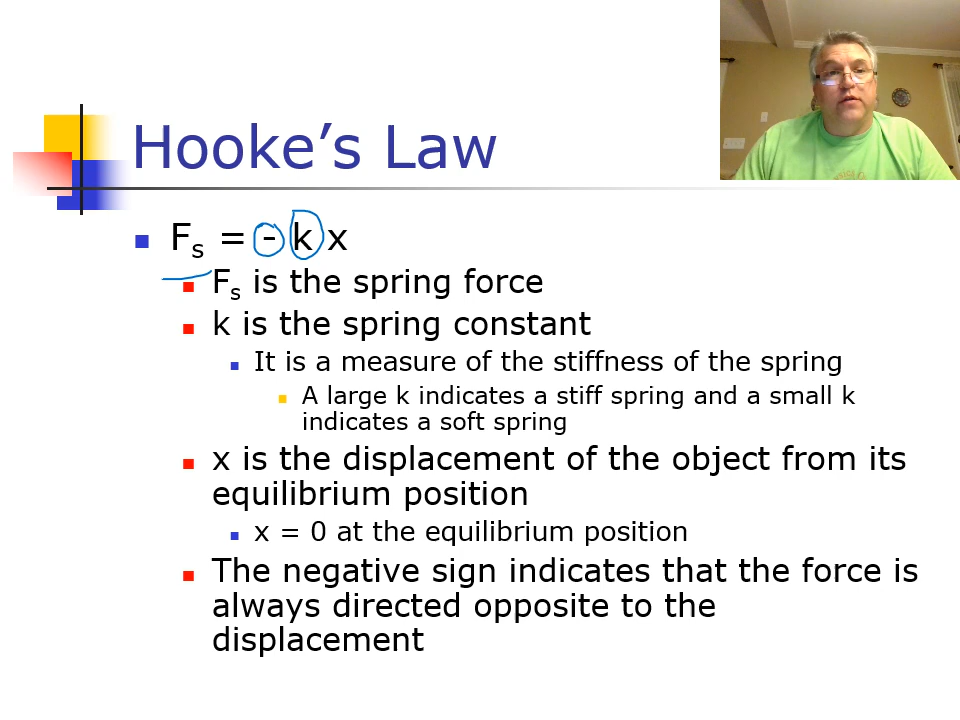 Hooke’s Law
Fs = - k x
Fs is the spring force
k is the spring constant
It is a measure of the stiffness of the spring
A large k indicates a stiff spring and a small k
indicates a soft spring
x is the displacement of the object from its
equilibrium position
x = 0 at the equilibrium position
The negative sign indicates that the force is
always directed opposite to the
displacement